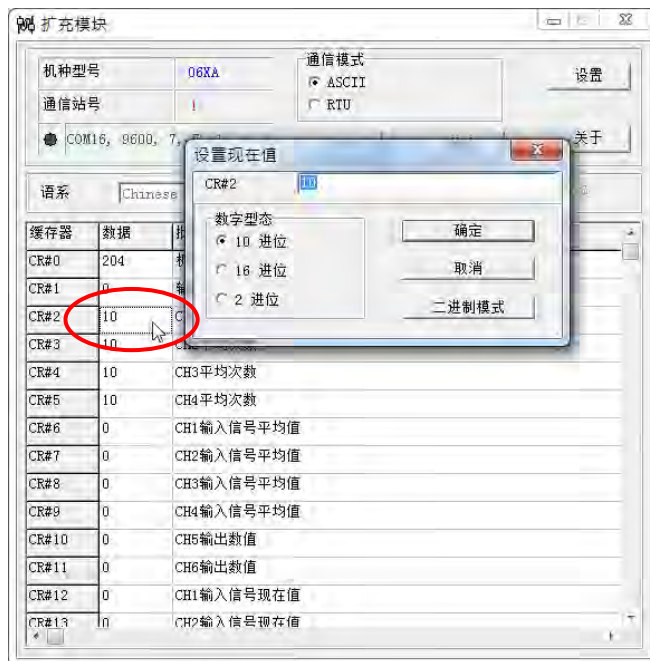 扩充模块
机种型号
06XA
通信模式
ASCII
RTU
设置
通信站号
1
COM16, 9600, 7,
关于
语系
Chinese
设置现在值
CR#2
10
数字型态
10 进位
16 进位
2 进位
确定
取消
二进制模式
缓存器 数据
CR#0 204
CR#1 0
CR#2 10
CR#3 10 CH2平均次数
CR#4 10 CH3平均次数
CR#5 10 CH4平均次数
CR#6 0 CH1输入信号平均值
CR#7 0 CH2输入信号平均值
CR#8 0 CH3输入信号平均值
CR#9 0 CH4输入信号平均值
CR#10 0 CH5输出数值
CR#11 0 CH6输出数值
CR#12 0 CH1输入信号现在值
CR#13 0 CH2输入信号现在值